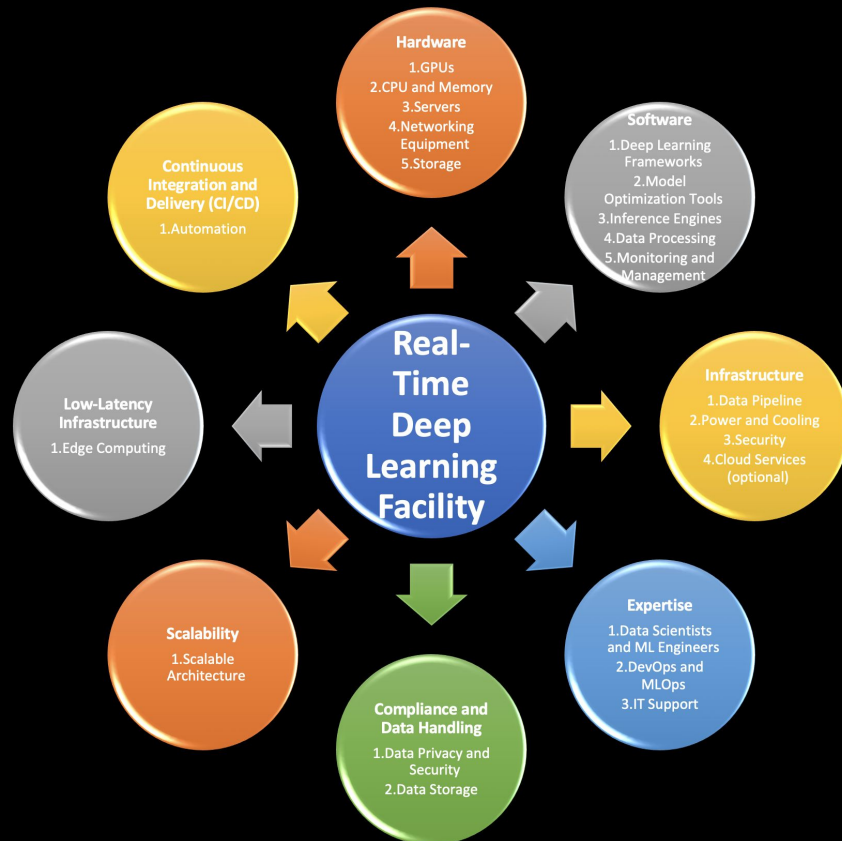 Real-
Time
Deep
Learning
Facility
Hardware
1.GPUs
2.CPU and Memory
3.Servers
4.Networking
Equipment
5.Storage
Software
1.Deep Learning
Frameworks
2.Model
Optimization Tools
3.Inference Engines
4.Data Processing
5.Monitoring and
Management
Infrastructure
1.Data Pipeline
2.Power and Cooling
3.Security
4.Cloud Services
(optional)
Expertise
1.Data Scientists
and ML Engineers
2.DevOps and
MLOps
3.IT Support
Compliance and
Data Handling
1.Data Privacy and
Security
2.Data Storage
Scalability
1.Scalable
Architecture
Low-Latency
Infrastructure
1.Edge Computing
Continuous
Integration and
Delivery (CI/CD)
1.Automation